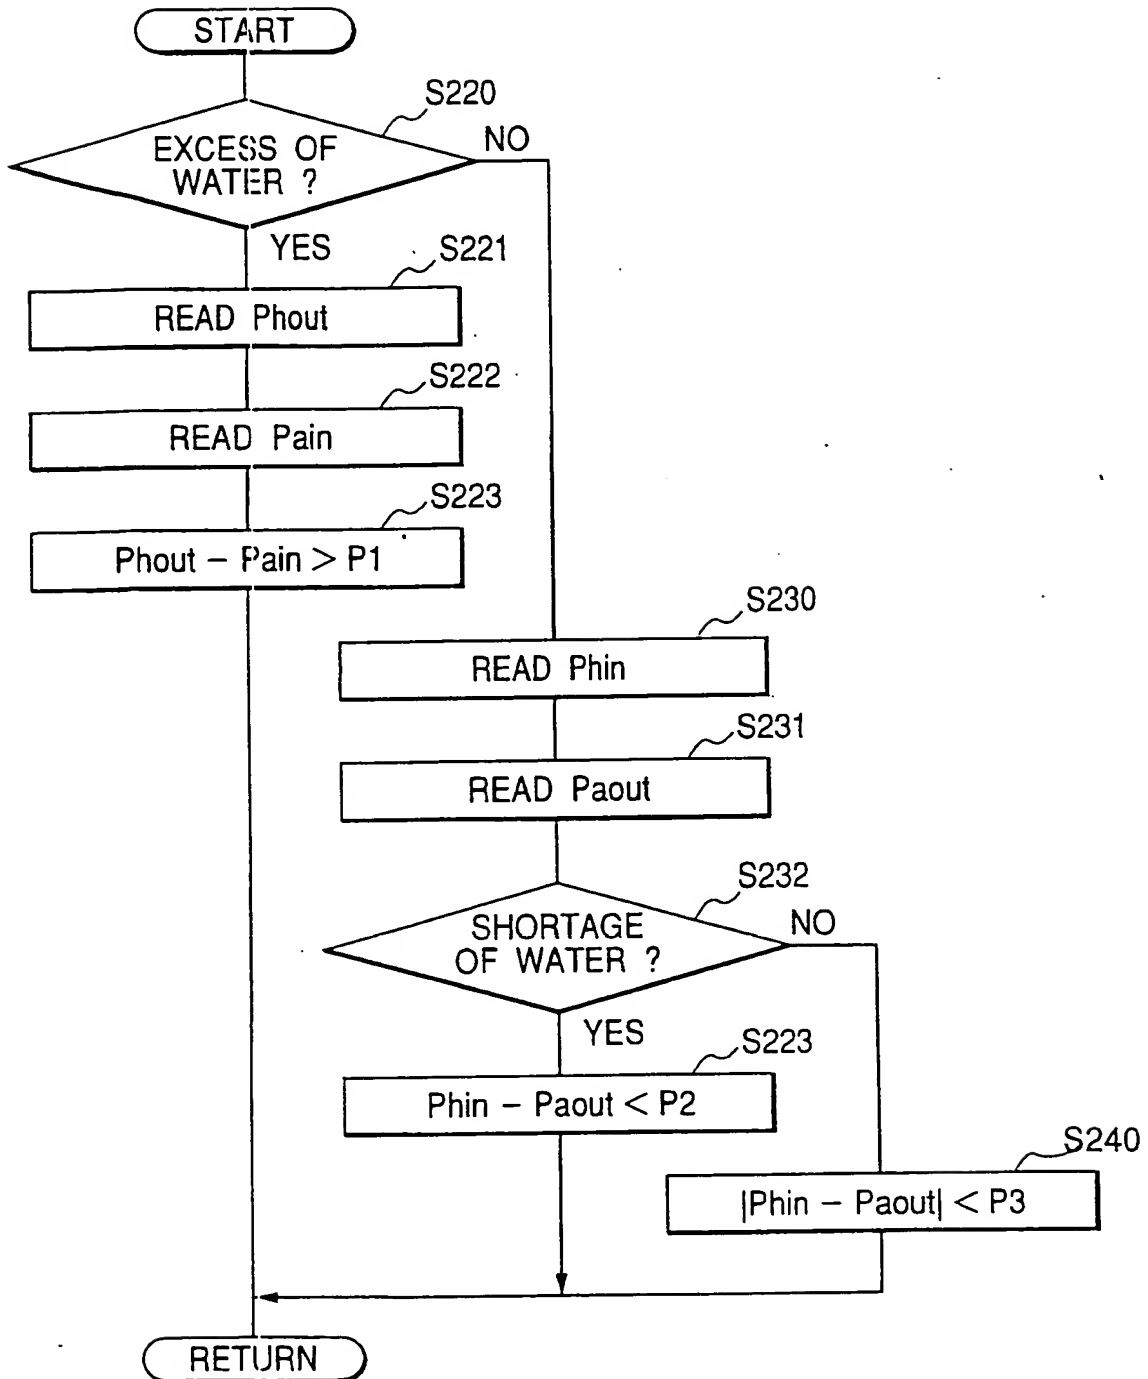 START
S220
EXCESS OF
WATER ?
NO
YES
S221
READ Phout
S222
READ Pain
S223
Phout – Pain > P1
S230
READ Phin
S231
READ Paout
S232
SHORTAGE
OF WATER ?
NO
YES
S223
Phin – Paout < P2
S240
|Phin – Paout| < P3
RETURN